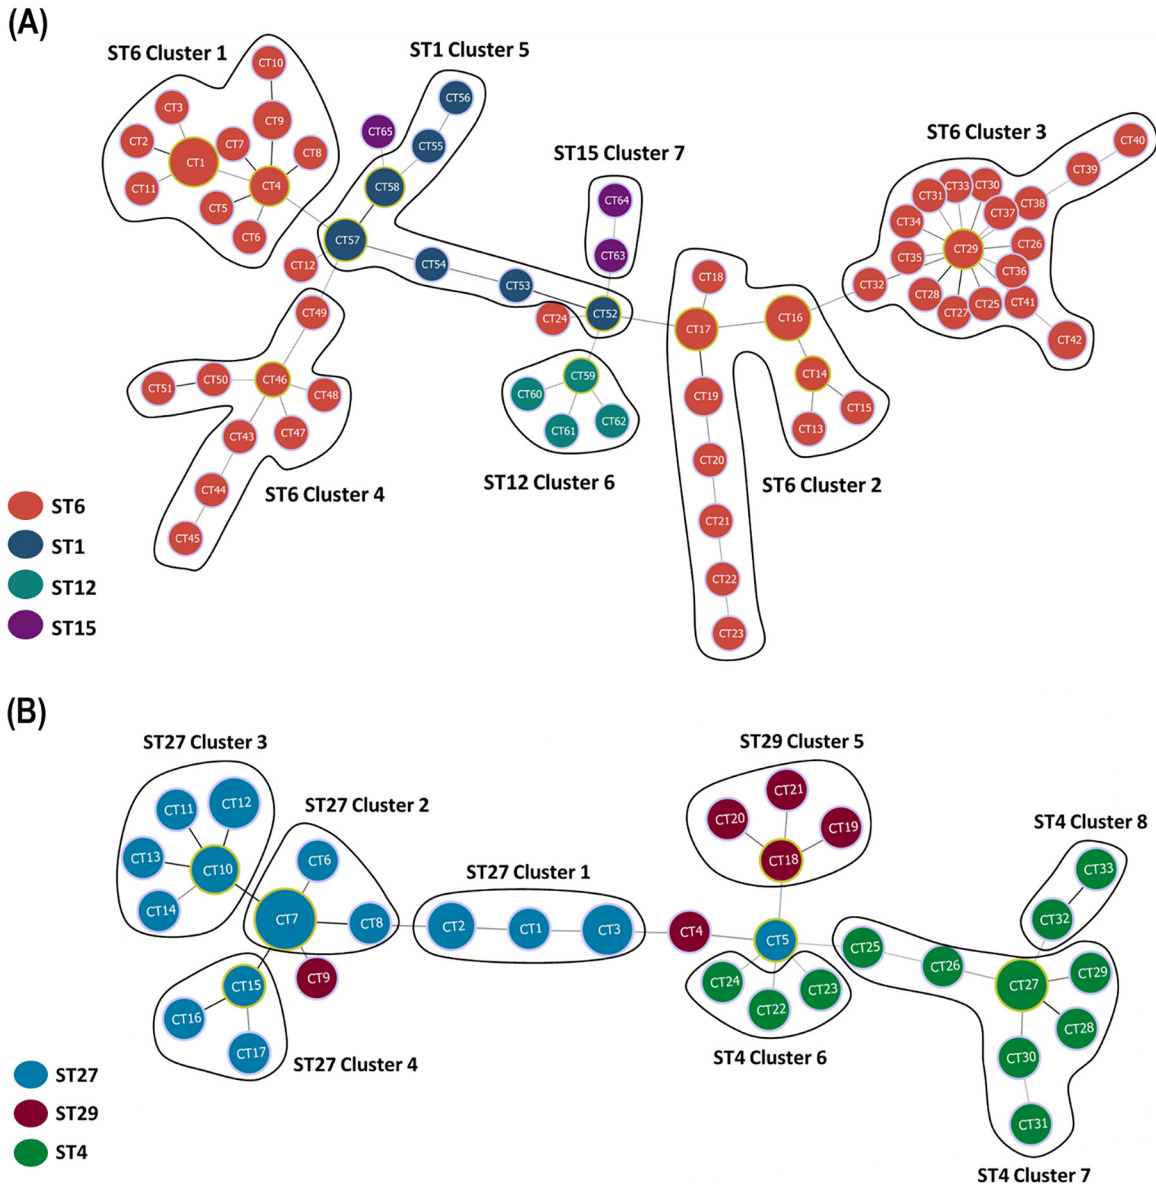 (A)
ST6 Cluster 1
ST1 Cluster 5
ST15 Cluster 7
ST6 Cluster 3
CT10
CT3
CT9
CT2
CT7
CT8
CT1
CT11
CT4
CT5
CT6
CT56
CT65
CT55
CT58
CT57
CT54
CT53
CT52
CT12
CT24
CT64
CT63
CT40
CT39
CT33
CT30
CT31
CT38
CT37
CT34
CT29
CT26
CT35
CT36
CT32
CT28
CT27
CT25
CT41
CT42
CT18
CT17
CT16
CT14
CT15
CT13
CT19
CT20
CT21
CT22
CT23
ST6 Cluster 2
CT49
CT51
CT50
CT46
CT48
CT43
CT47
CT44
CT45
ST6 Cluster 4
CT59
CT60
CT61
CT62
ST12 Cluster 6
ST6
ST1
ST12
ST15
(B)
ST27 Cluster 3
ST27 Cluster 2
ST27 Cluster 1
ST29 Cluster 5
ST4 Cluster 8
CT11
CT12
CT13
CT10
CT14
CT6
CT7
CT8
CT9
CT15
CT16
CT17
ST27 Cluster 4
CT2
CT1
CT3
CT4
CT5
CT21
CT20
CT19
CT18
CT24
CT22
CT23
ST4 Cluster 6
CT25
CT26
CT27
CT33
CT32
CT29
CT28
CT30
CT31
ST4 Cluster 7
ST27
ST29
ST4